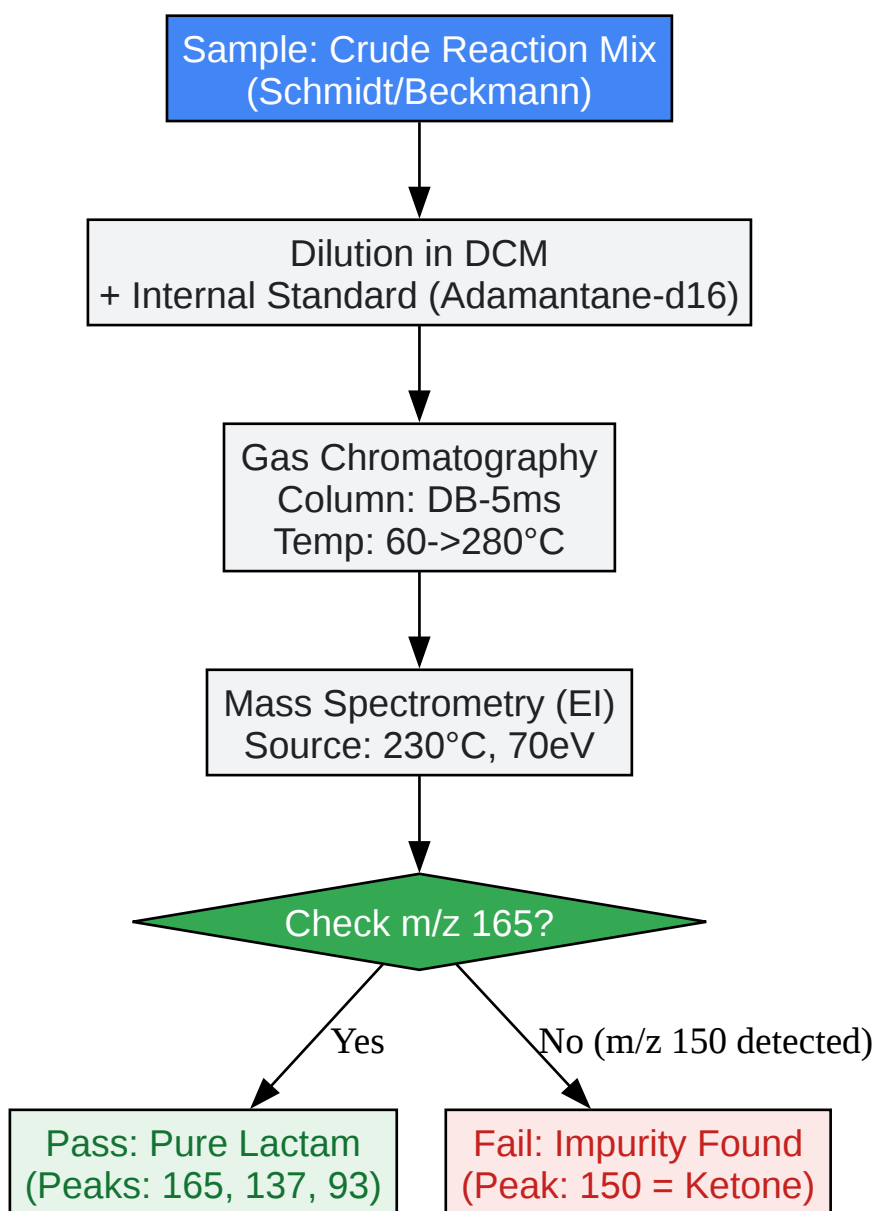 Sample: Crude Reaction Mix
(Schmidt/Beckmann)
Dilution in DCM
+ Internal Standard (Adamantane-d16)
Gas Chromatography
Column: DB-5ms
Temp: 60->280°C
Mass Spectrometry (EI)
Source: 230°C, 70eV
Check m/z 165?
Yes
No (m/z 150 detected)
Pass: Pure Lactam
(Peaks: 165, 137, 93)
Fail: Impurity Found
(Peak: 150 = Ketone)